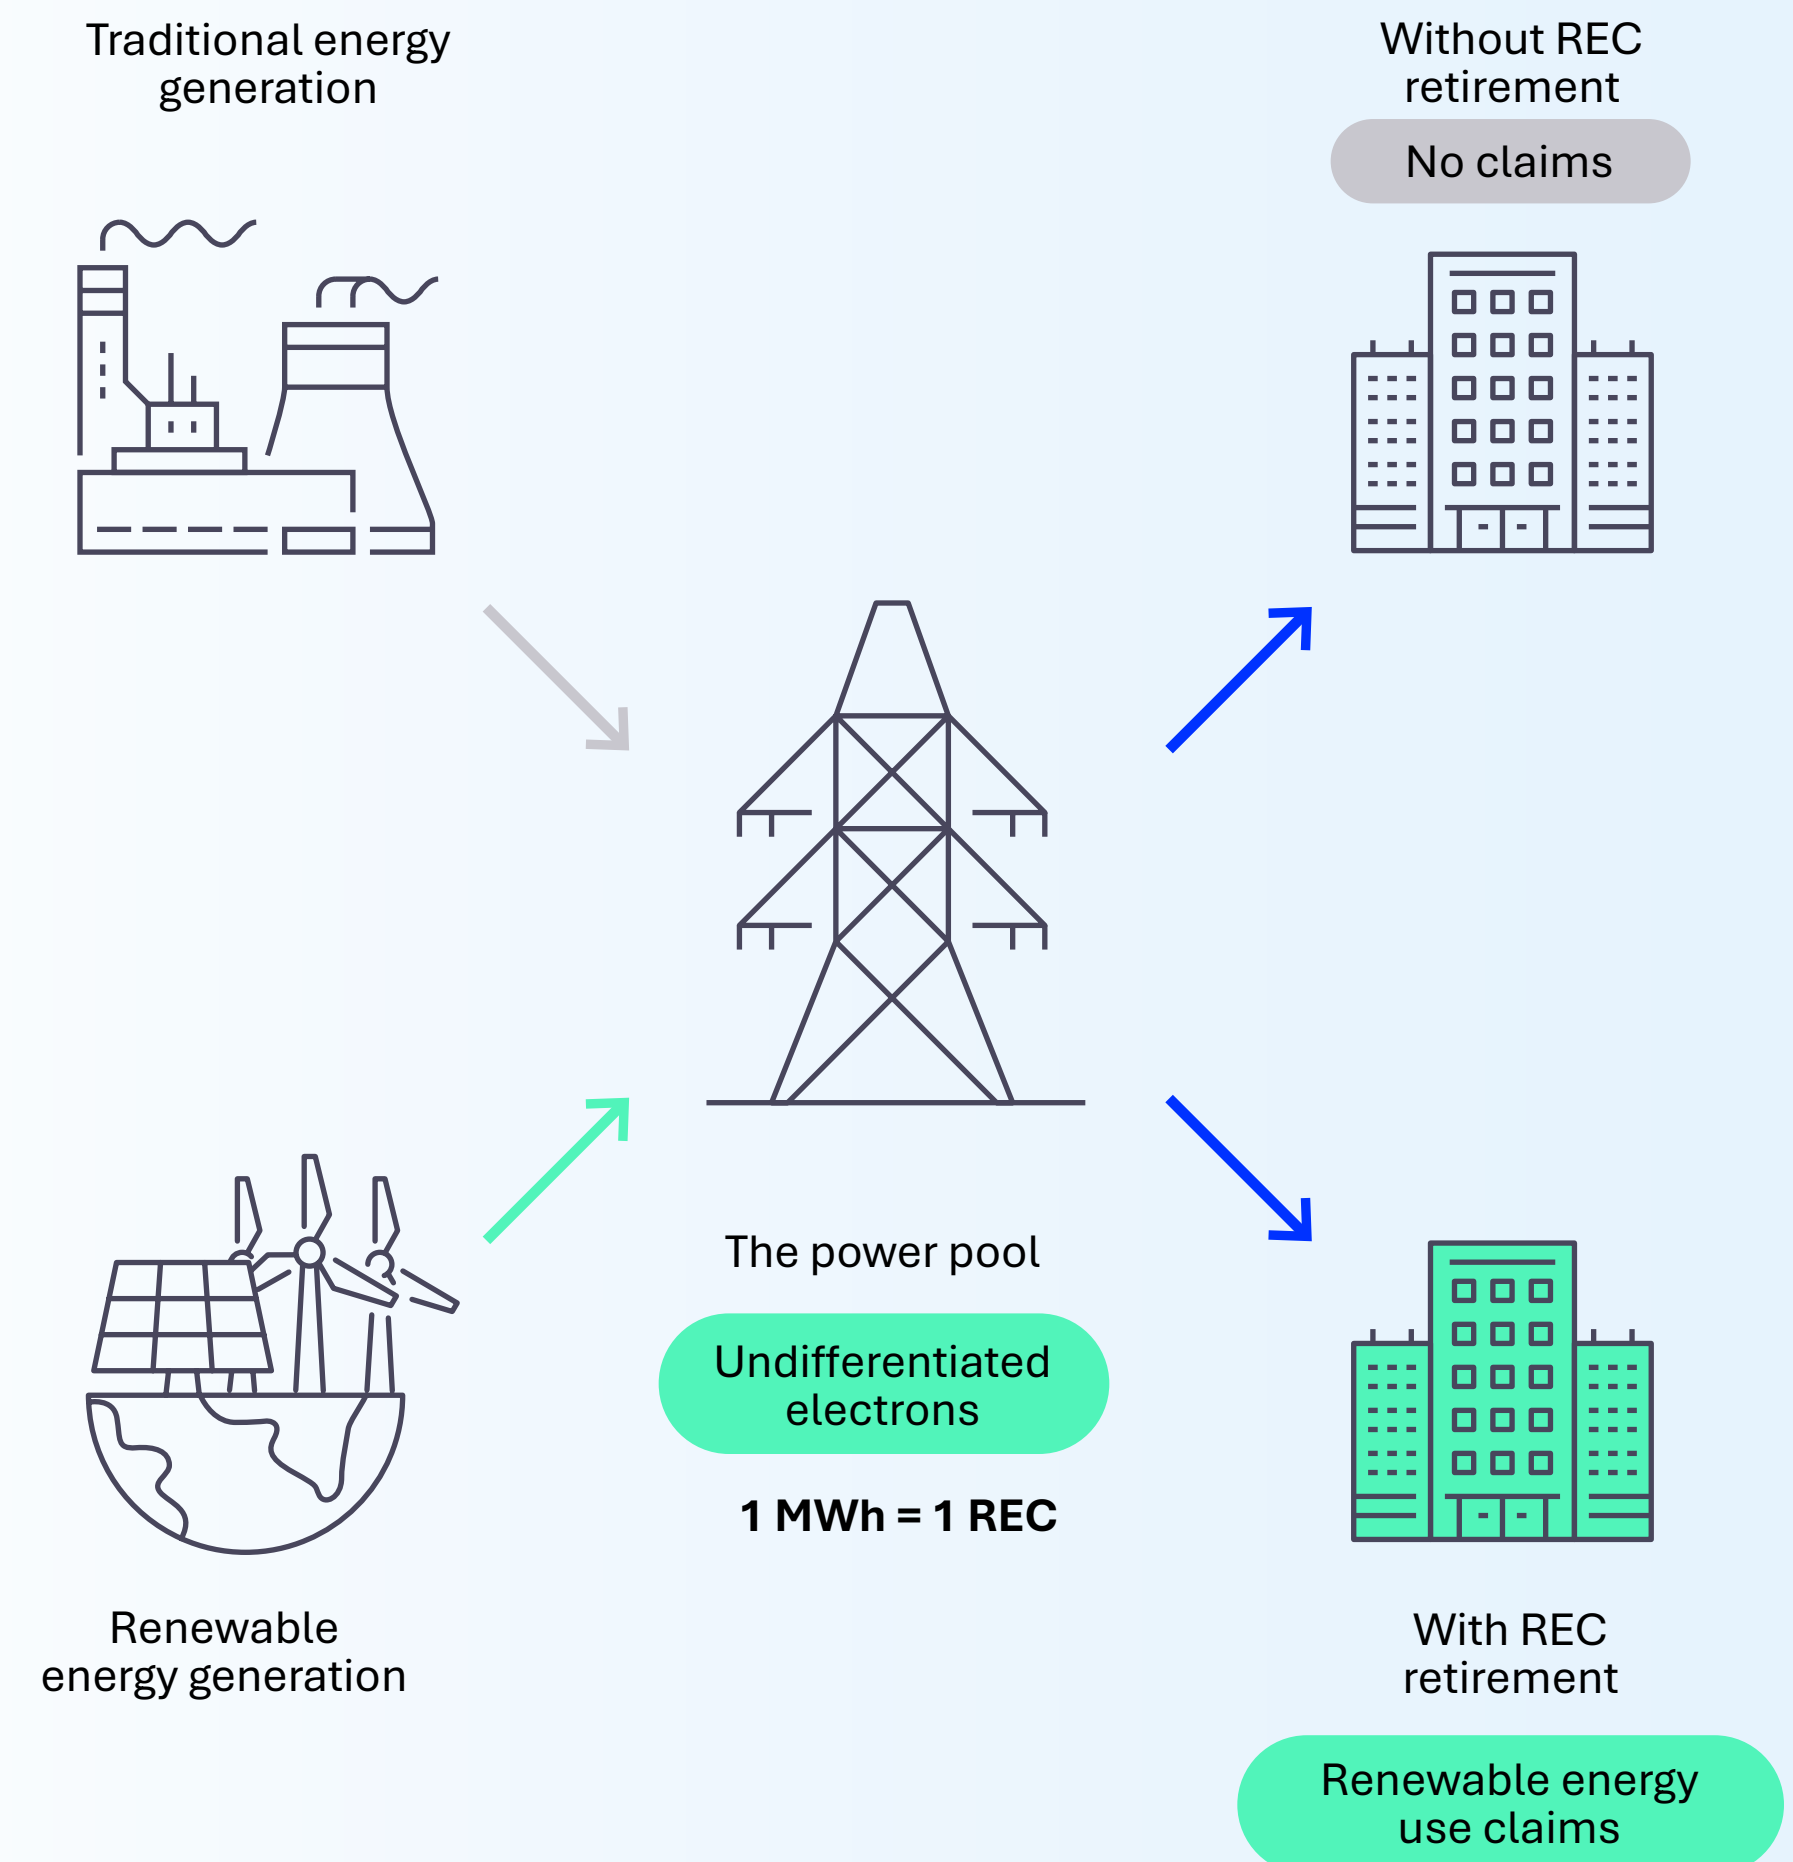 Traditional energy
generation
Without REC
retirement
No claims
The power pool
Undifferentiated
electrons
1 MWh = 1 REC
Renewable
energy generation
With REC
retirement
Renewable energy
use claims